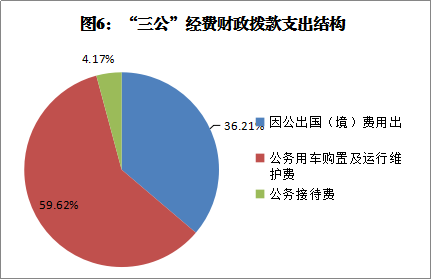 图6：“三公”经费财政拨款支出结构
4.17%
36.21%
59.62%
因公出国（境）费用出
公务用车购置及运行维
护费
公务接待费